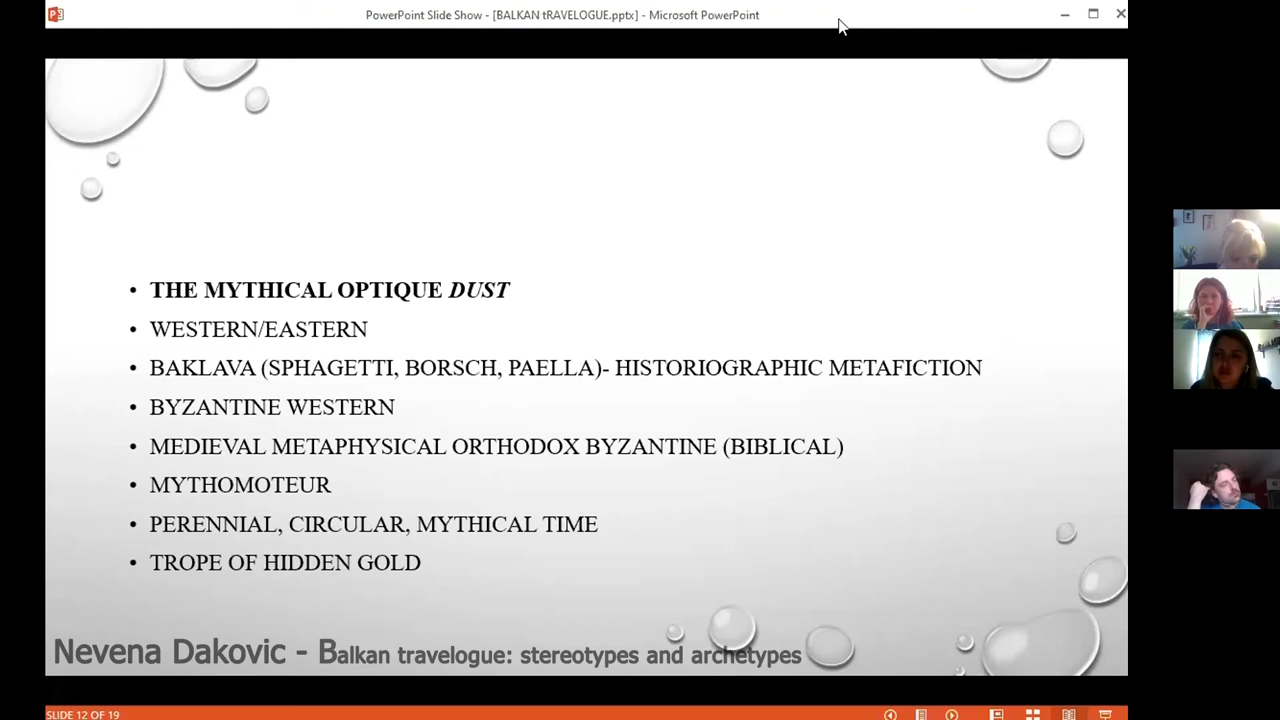 PowerPoint Slide Show - [BALKAN tRAVELOGUE.pptx] - Microsoft PowerPoint
• THE MYTHICAL OPTIQUE DUST
• WESTERN/EASTERN
• BAKLAVA (SPHAGETTI, BORSCH, PAELLA)- HISTORIOGRAPHIC METAFICTION
• BYZANTINE WESTERN
• MEDIEVAL METAPHYSICAL ORTHODOX BYZANTINE (BIBLICAL)
• MYTHOMOTEUR
• PERENNIAL, CIRCULAR, MYTHICAL TIME
• TROPE OF HIDDEN GOLD
Nevena Dakovic - Balkan travelogue: stereotypes and archetypes
SLIDE 12 OF 19